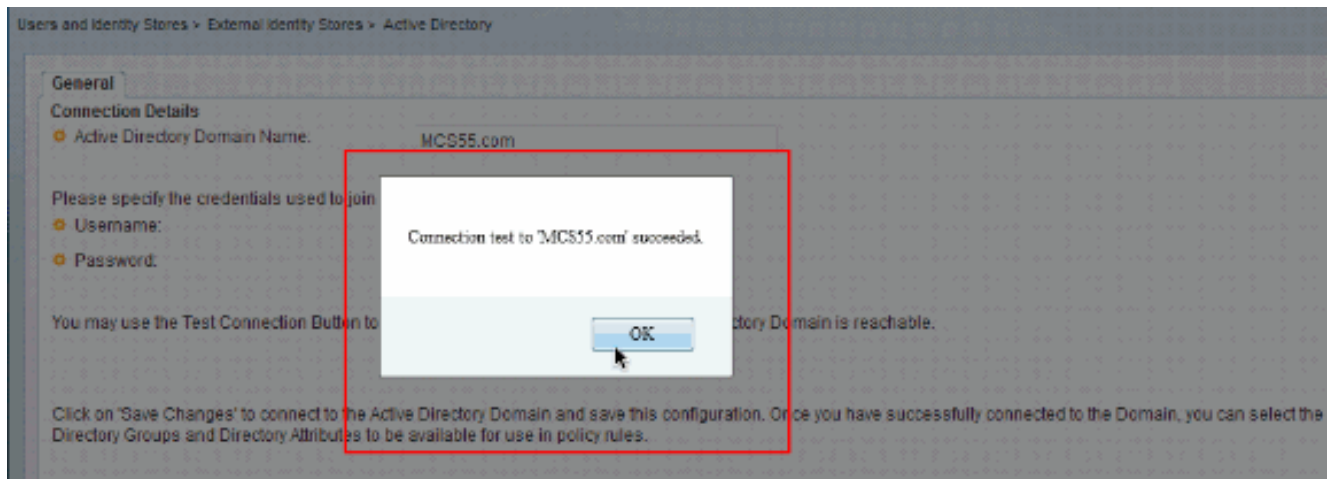 Users and Identity Stores > External Identity Stores > Active Directory
General
Connection Details
Active Directory Domain Name: MCS55.com
Please specify the credentials used to join
Username:
Password:
Connection test to 'MCS55.com' succeeded.
OK
You may use the Test Connection Button to ctory Domain is reachable.
Click on 'Save Changes' to connect to the Active Directory Domain and save this configuration. Once you have successfully connected to the Domain, you can select the
Directory Groups and Directory Attributes to be available for use in policy rules.